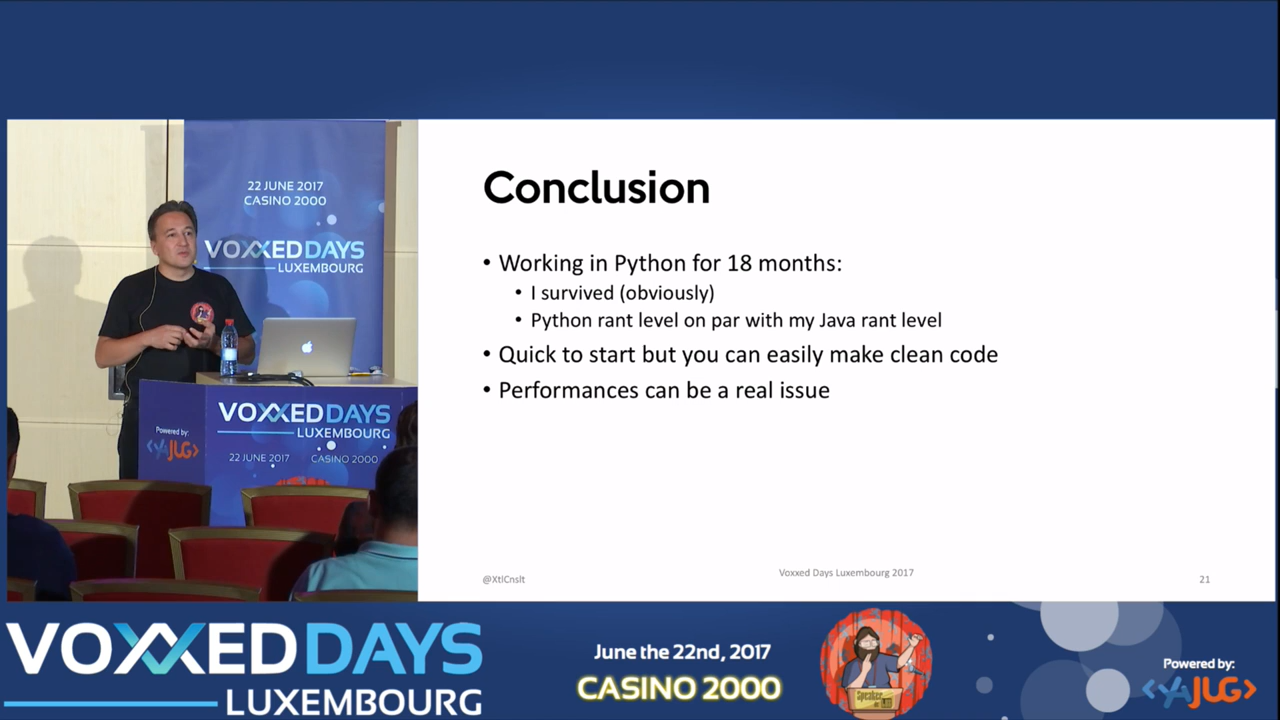 22 JUNE 2017
CASINO 2000
VOXXED DAYS
LUXEMBOURG
VOXXED DAYS
LUXEMBOURG
Powered by:
<YAJUG>
22 JUNE 2017 CASINO 2000
Conclusion
• Working in Python for 18 months:
• I survived (obviously)
• Python rant level on par with my Java rant level
• Quick to start but you can easily make clean code
• Performances can be a real issue
@XtlCnslt
Voxxed Days Luxembourg 2017
21
VOXXED DAYS
LUXEMBOURG
June the 22nd, 2017
CASINO 2000
Speaker
Powered by:
<YAJUG>